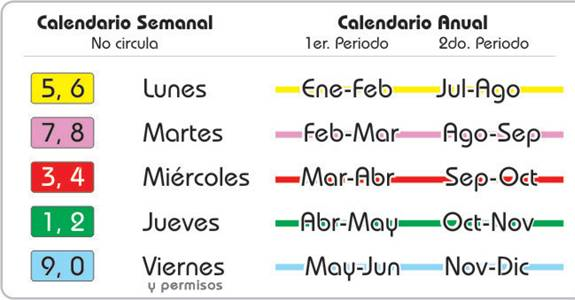 Calendario Semanal Calendario Anual
No circula 1er. Periodo 2do. Periodo
5, 6 Lunes Ene-Feb Jul-Ago
7, 8 Martes Feb-Mar Ago-Sep
3, 4 Miércoles Mar-Abr Sep-Oct
1, 2 Jueves Abr-May Oct-Nov
9, 0 Viernes May-Jun Nov-Dic
y permisos